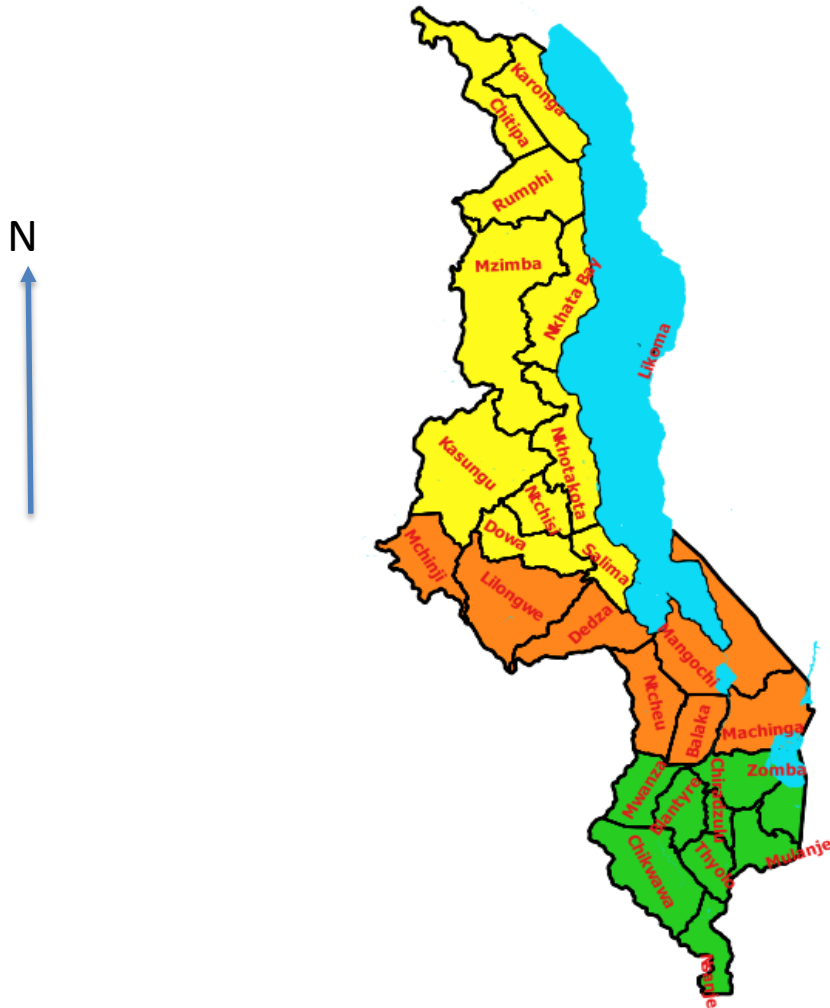 Karonga
Chitipa
Rumphi
N
Mzimba
Nkhata Bay
Likoma
Kasungu
Nkhotakota
Ntchisi
Dowa
Salima
Mchinji
Lilongwe
Dedza
Mangochi
Ntcheu
Balaka
Machinga
Zomba
Mwanza
Blantyre
Chiradzulu
Mulanje
Thyolo
Chikwawa
Nsanje